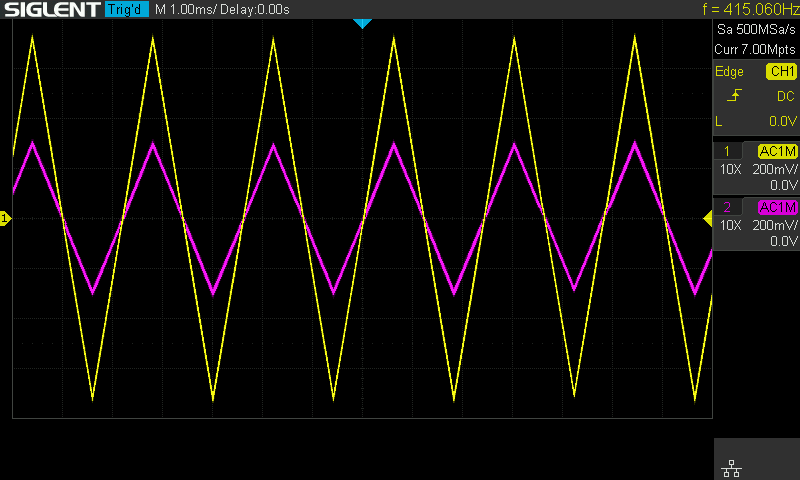 SIGLENT Trig'd M 1.00ms/ Delay:0.00s f = 415.060Hz
Sa 500MSa/s
Curr 7.00Mpts
Edge CH1
DC
L 0.0V
1 AC1M
10X 200mV/
0.0V
2 AC1M
10X 200mV/
0.0V
1